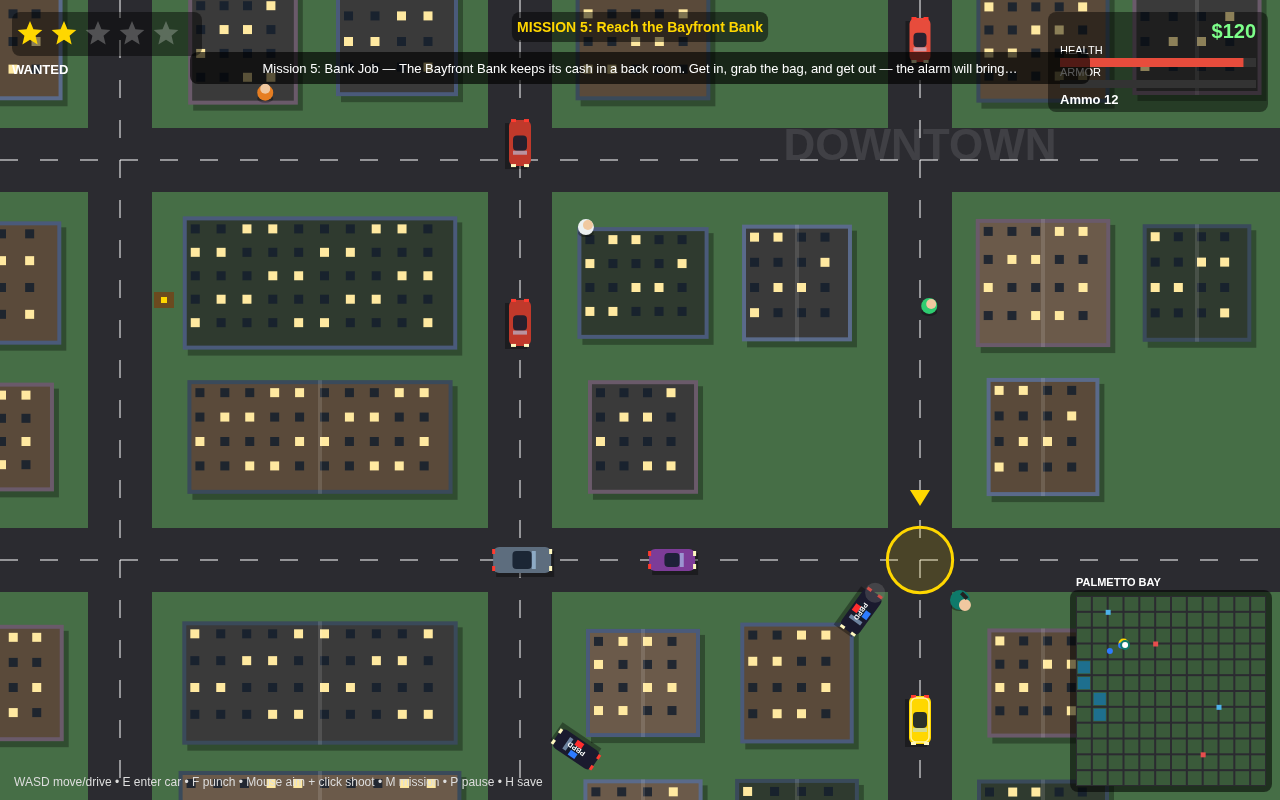 MISSION 5: Reach the Bayfront Bank
$120
WANTED
Mission 5: Bank Job — The Bayfront Bank keeps its cash in a back room. Get in, grab the bag, and get out — the alarm will bring…
HEALTH
ARMOR
Ammo 12
DOWNTOWN
PALMETTO BAY
PBPD
PBPD
WASD move/drive • E enter car • F punch • Mouse aim + click shoot • M mission • P pause • H save